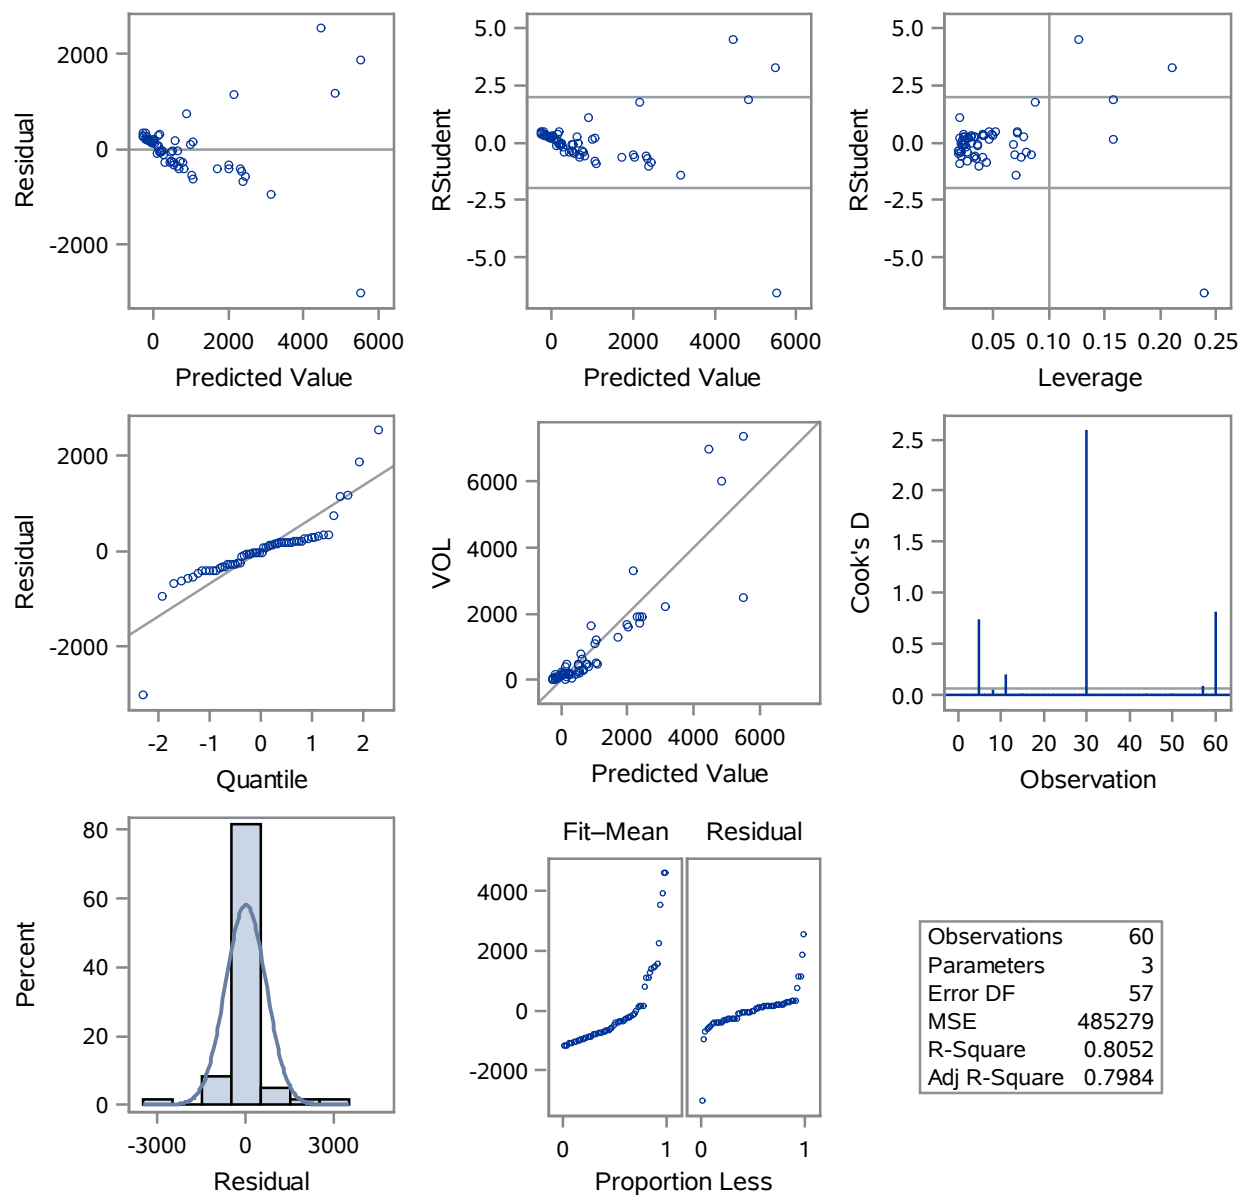 2000
0
-2000
Residual
0 2000 4000 6000
Predicted Value
5.0
2.5
0.0
-2.5
-5.0
RStudent
0 2000 4000 6000
Predicted Value
5.0
2.5
0.0
-2.5
-5.0
RStudent
0.05 0.10 0.15 0.20 0.25
Leverage
2000
0
-2000
Residual
-2 -1 0 1 2
Quantile
6000
4000
2000
0
VOL
0 2000 4000 6000
Predicted Value
2.5
2.0
1.5
1.0
0.5
0.0
Cook's D
0 10 20 30 40 50 60
Observation
80
60
40
20
0
Percent
-3000 0 3000
Residual
Fit–Mean Residual
4000
2000
0
-2000
0 1 0 1
Proportion Less
Observations 60
Parameters 3
Error DF 57
MSE 485279
R-Square 0.8052
Adj R-Square 0.7984